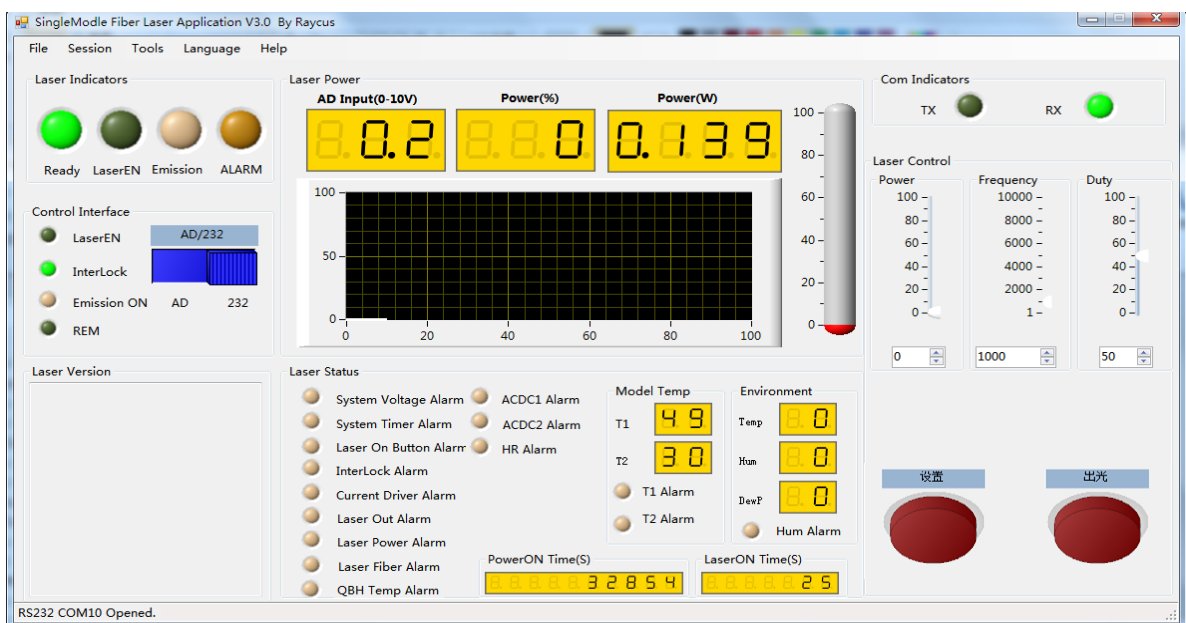 SingleModle Fiber Laser Application V3.0 By Raycus
File Session Tools Language Help
Laser Indicators
Ready LaserEN Emission ALARM
Control Interface
LaserEN
AD/232
InterLock
Emission ON
AD 232
REM
Laser Version
Laser Power
AD Input(0-10V) Power(%) Power(W)
0.2 0 0.139
100
50
0
0 20 40 60 80 100
100
80
60
40
20
0
Com Indicators
TX RX
Laser Control
Power Frequency Duty
100 10000 100
80 8000 80
60 6000 60
40 4000 40
20 2000 20
0 1 0
0 1000 50
Laser Status
System Voltage Alarm ACDC1 Alarm
System Timer Alarm ACDC2 Alarm
Laser On Button Alarm HR Alarm
InterLock Alarm
Current Driver Alarm
Laser Out Alarm
Laser Power Alarm
Laser Fiber Alarm
QBH Temp Alarm
Model Temp
T1 49
T2 30
T1 Alarm
T2 Alarm
Environment
Temp 0
Hum 0
DewP 0
Hum Alarm
PowerON Time(S) LaserON Time(S)
32854 25
设置 出光
RS232 COM10 Opened.